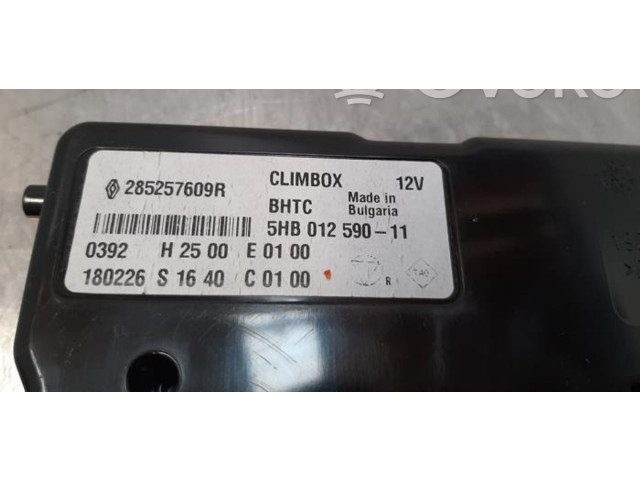 285257609R CLIMBOX 12V
BHTC Made in Bulgaria
5HB 012 590-11
0392 H 25 00 E 01 00
180226 S 16 40 C 01 00
R